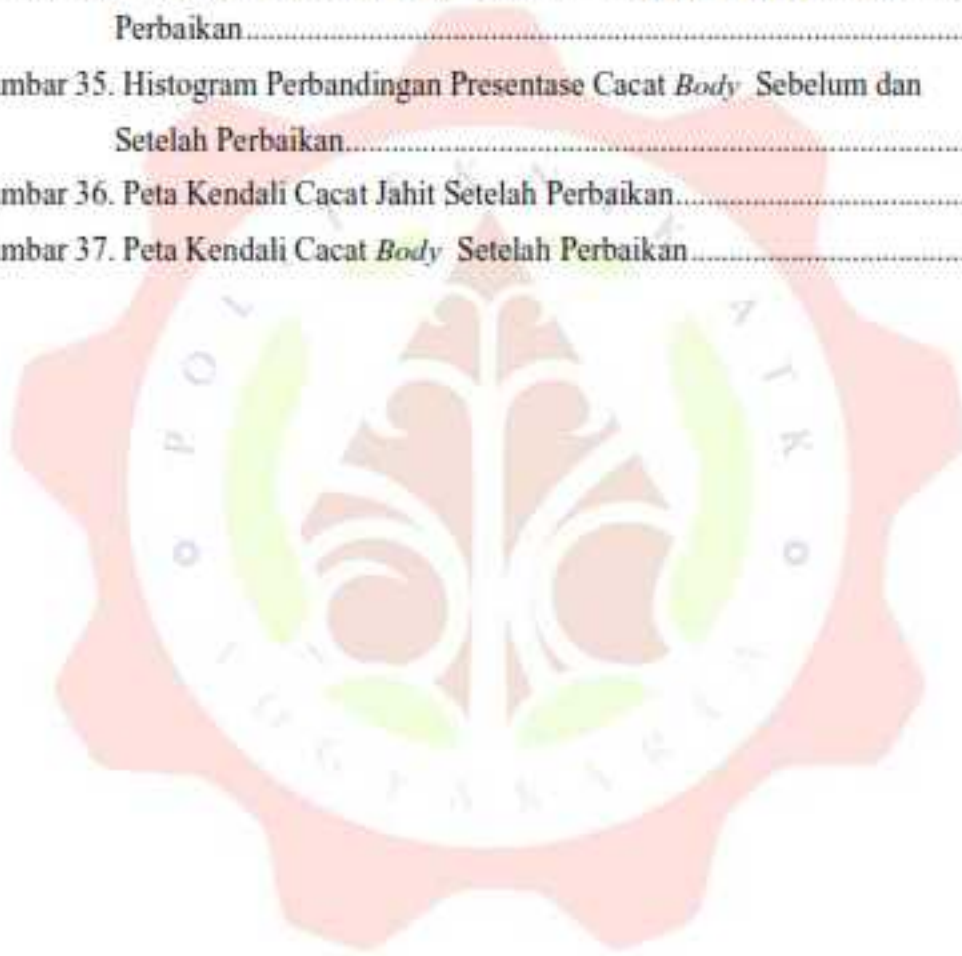 Perbaikan
mbar 35. Histogram Perbandingan Presentase Cacat Body Sebelum dan
Setelah Perbaikan
mbar 36. Peta Kendali Cacat Jahit Setelah Perbaikan
mbar 37. Peta Kendali Cacat Body Setelah Perbaikan